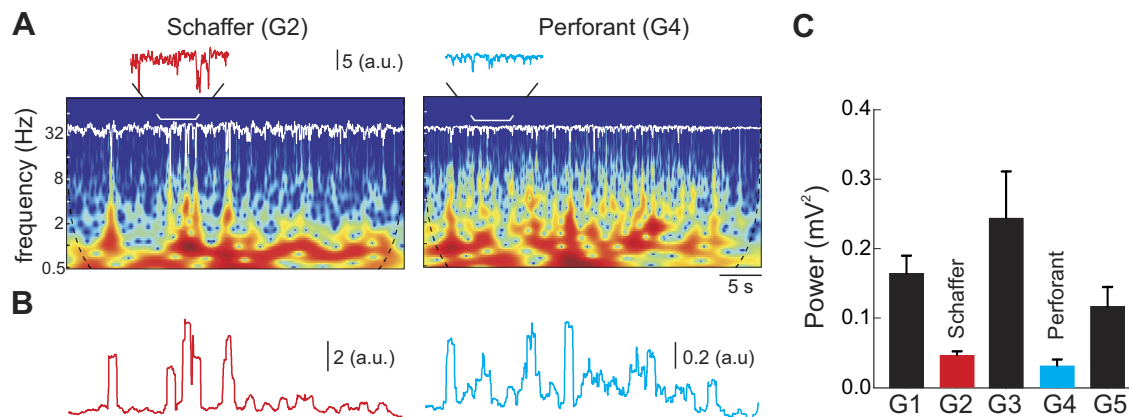 A
Schaffer (G2)
5 (a.u.)
Perforant (G4)
frequency (Hz)
32
8
2
0.5
5 s
B
2 (a.u.)
0.2 (a.u)
C
Power (mV²)
0.4
0.3
0.2
0.1
0.0
Schaffer
Perforant
G1 G2 G3 G4 G5